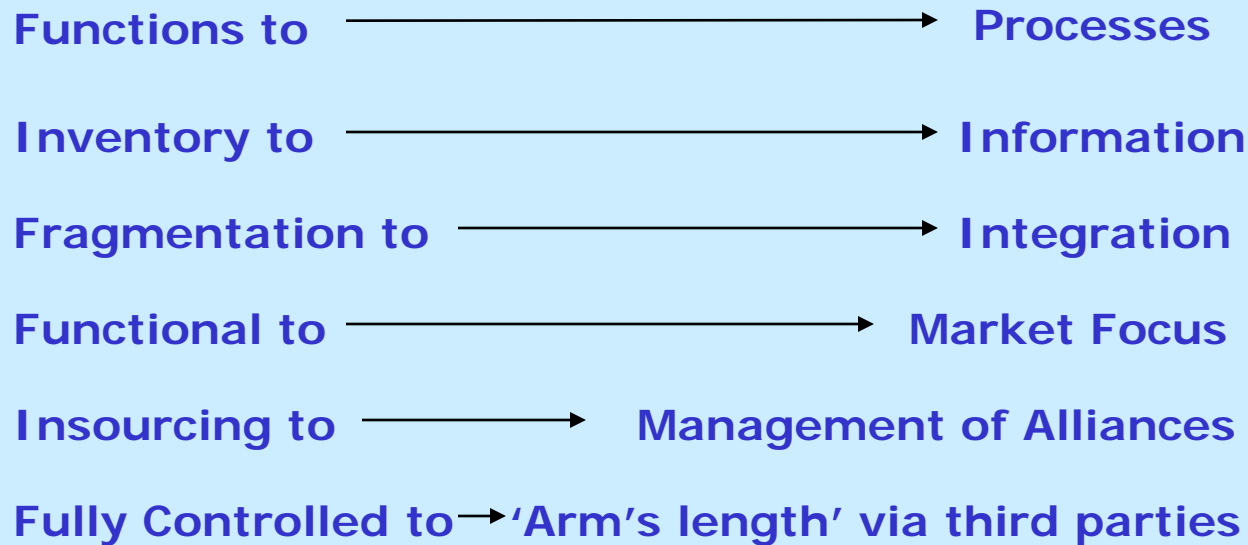 Functions to Processes
Inventory to Information
Fragmentation to Integration
Functional to Market Focus
Insourcing to Management of Alliances
Fully Controlled to ‘Arm’s length’ via third parties